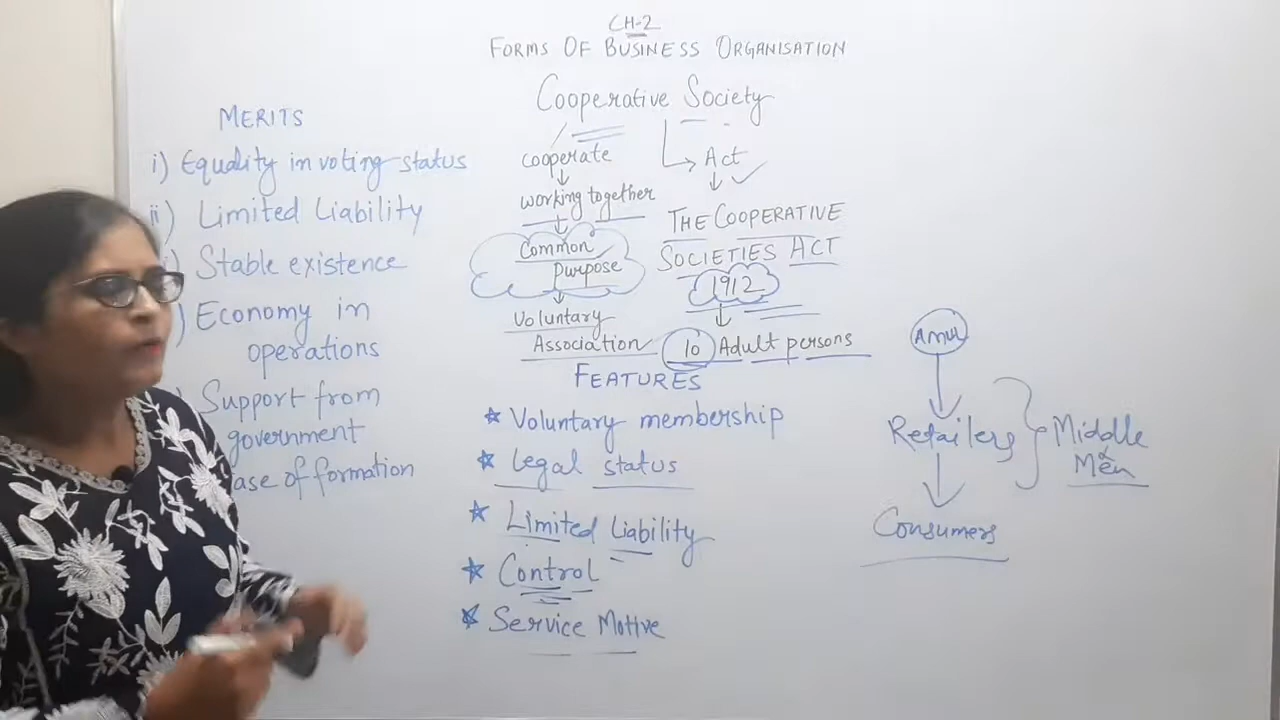 CH-2
FORMS OF BUSINESS ORGANISATION
Cooperative Society
cooperate
working together
Common
Purpose
Voluntary
Association
Act
THE COOPERATIVE
SOCIETIES ACT
1912
10 Adult persons
MERITS
i) Equality in voting status
ii) Limited Liability
i) Stable existence
) Economy in
operations
) Support from
government
ase of formation
FEATURES
Voluntary membership
Legal status
Limited Liability
Control
Service Motive
Amul
Retailers
Consumers
Middle
Men